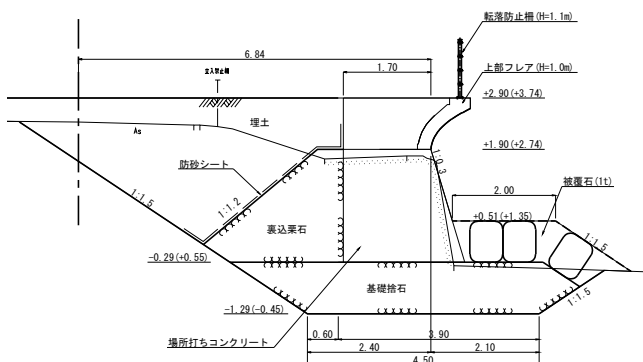 転落防止柵(H=1.1m)
6.84
1.70
立入禁止柵
上部フレア(H=1.0m)
+2.90(+3.74)
埋土
As
+1.90(+2.74)
1:0.3
防砂シート
2.00
被覆石(1t)
1:1.5
1:1.2
+0.51(+1.35)
裏込栗石
1:1.5
-0.29(+0.55)
基礎捨石
1:1.5
-1.29(-0.45)
0.60
3.90
場所打ちコンクリート
2.40
2.10
4.50